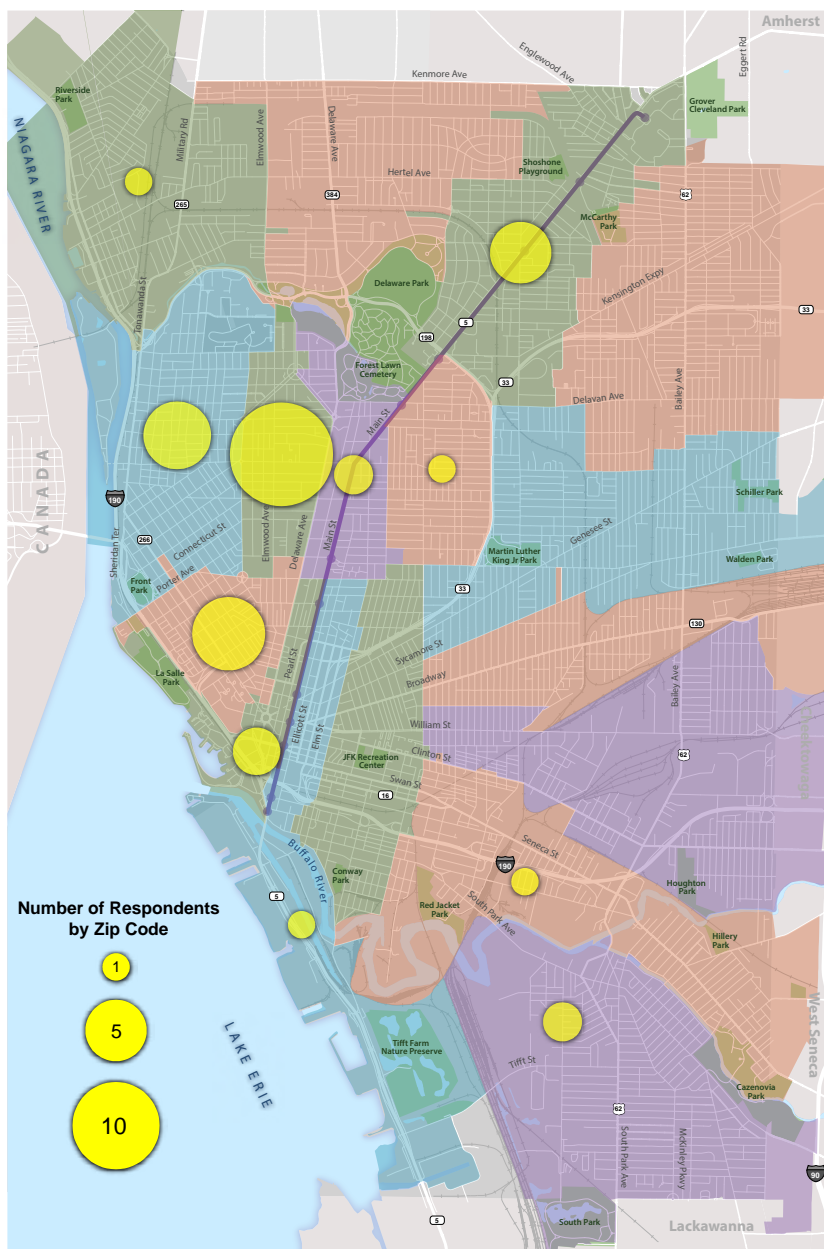 Amherst
Englewood Ave
Eggert Rd
Kenmore Ave
Riverside
Park
Grover
Cleveland Park
NIAGARA RIVER
Military Rd
Elmwood Ave
Delaware Ave
Shoshone
Playground
Hertel Ave
384
62
265
McCarthy
Park
Tonawanda St
Kensington Expy
Delaware Park
33
5
198
Forest Lawn
Cemetery
33
Delavan Ave
Bailey Ave
Main St
CANADA
190
Schiller Park
Sheridan Ter
266
Connecticut St
Elmwood Ave
Delaware Ave
Main St
Genesee St
Martin Luther
King Jr Park
Walden Park
Front
Park
Porter Ave
33
130
Sycamore St
La Salle
Park
Pearl St
Broadway
Bailey Ave
Ellicott St
Elm St
William St
Cheektowaga
Clinton St
62
JFK Recreation
Center
Swan St
16
Seneca St
Buffalo River
190
Conway
Park
Houghton
Park
5
Red Jacket
Park
South Park Ave
Hillery
Park
Number of Respondents
by Zip Code
1
5
10
LAKE ERIE
West Seneca
Tifft Farm
Nature Preserve
Tifft St
Cazenovia
Park
62
South Park Ave
McKinley Pkwy
90
5
South Park
Lackawanna